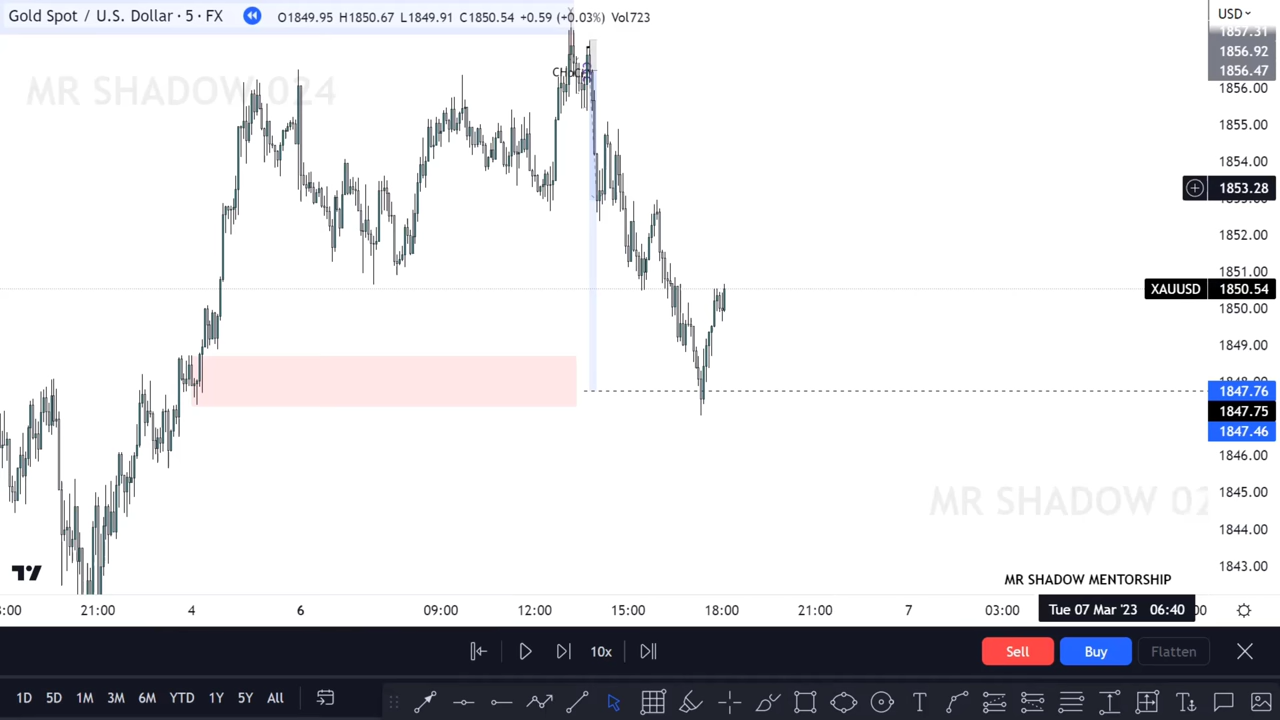 Gold Spot / U.S. Dollar · 5 · FX
O1849.95 H1850.67 L1849.91 C1850.54 +0.59 (+0.03%) Vol723
USD
1857.31
1856.92
1856.47
1856.00
1855.00
1854.00
1853.28
1852.00
1851.00
XAUUSD 1850.54
1850.00
1849.00
1847.76
1847.75
1847.46
1846.00
1845.00
1844.00
1843.00
MR SHADOW 024
MR SHADOW 02
MR SHADOW MENTORSHIP
21:00 4 6 09:00 12:00 15:00 18:00 21:00 7 03:00 Tue 07 Mar '23 06:40
10x Sell Buy Flatten
1D 5D 1M 3M 6M YTD 1Y 5Y All